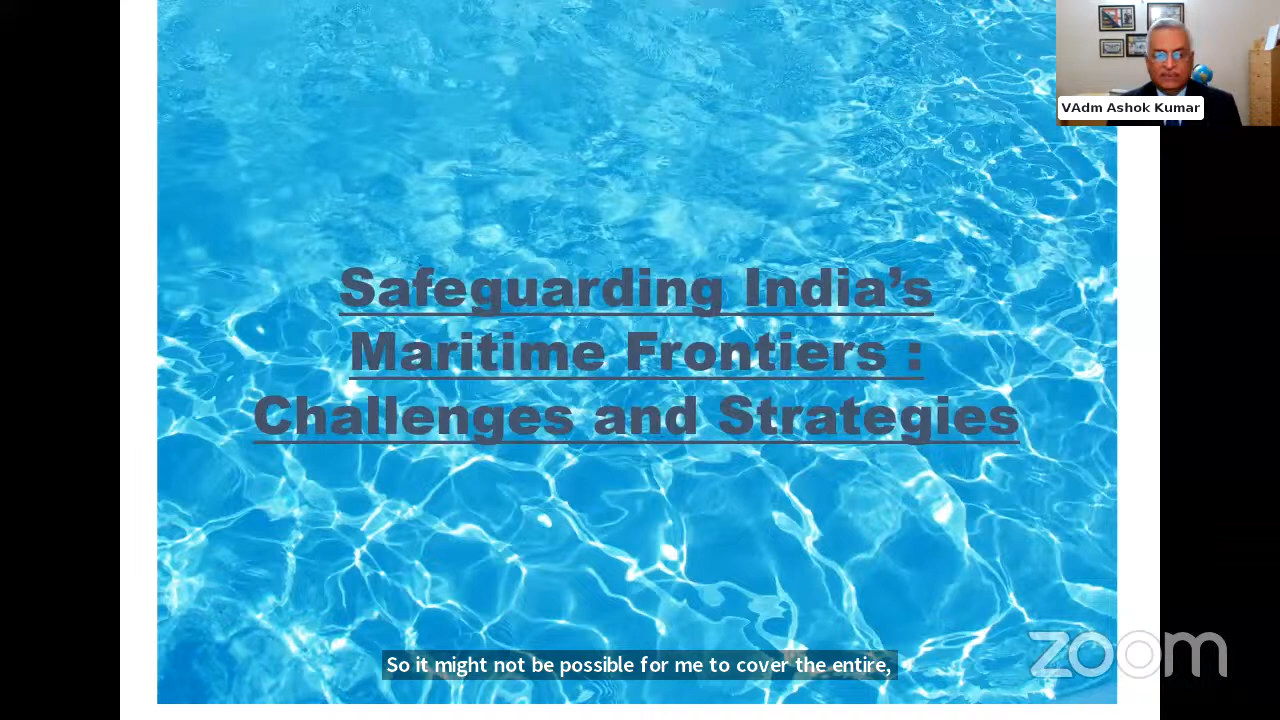 VAdm Ashok Kumar
Safeguarding India’s
Maritime Frontiers :
Challenges and Strategies
So it might not be possible for me to cover the entire,
zoom